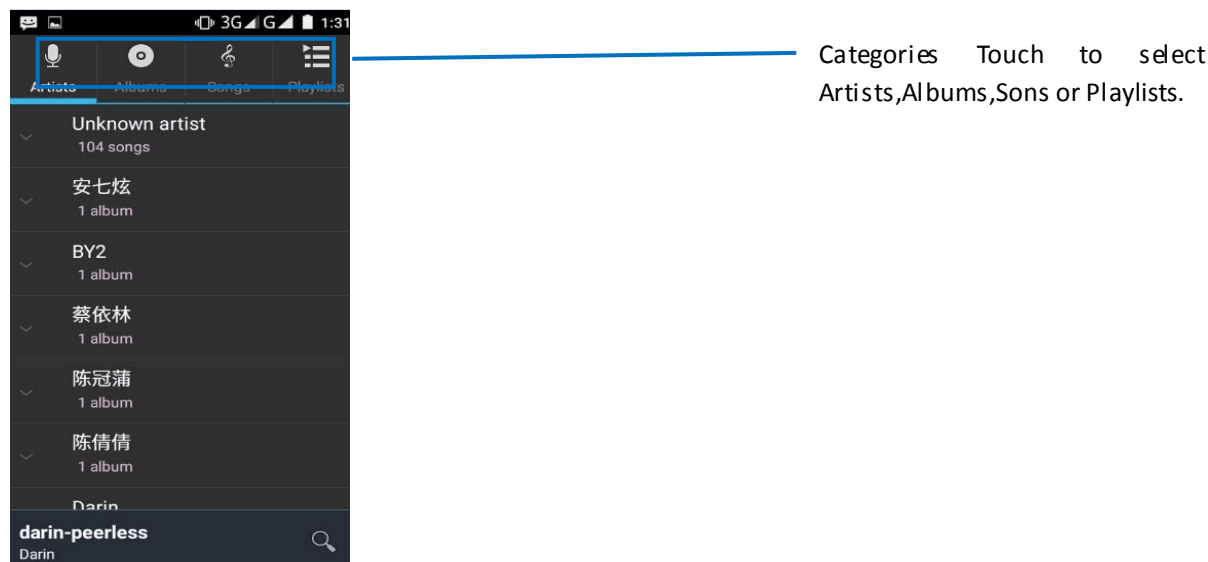 3G G 1:31
Artists Albums Songs Playlists
Unknown artist
104 songs
安七炫
1 album
BY2
1 album
蔡依林
1 album
陈冠蒲
1 album
陈倩倩
1 album
Darin
darin-peerless
Darin
Categories Touch to select
Artists,Albums,Sons or Playlists.